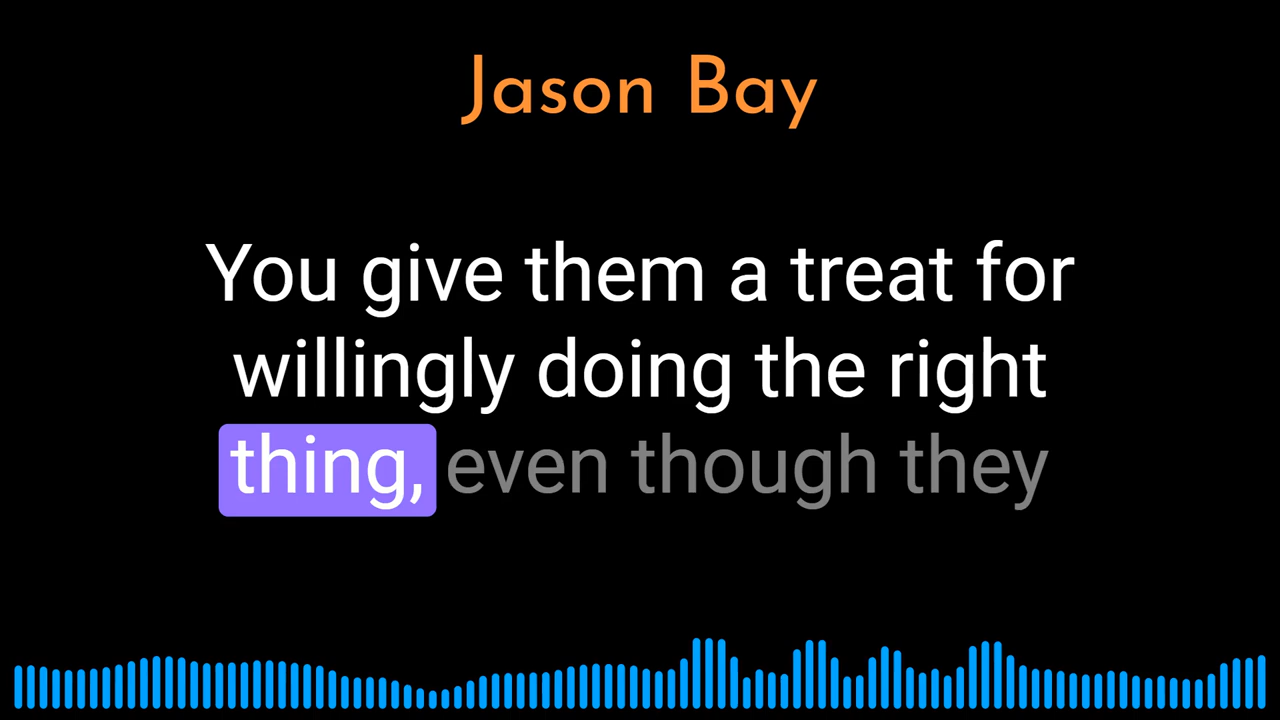 Jason Bay
You give them a treat for
willingly doing the right
thing, even though they